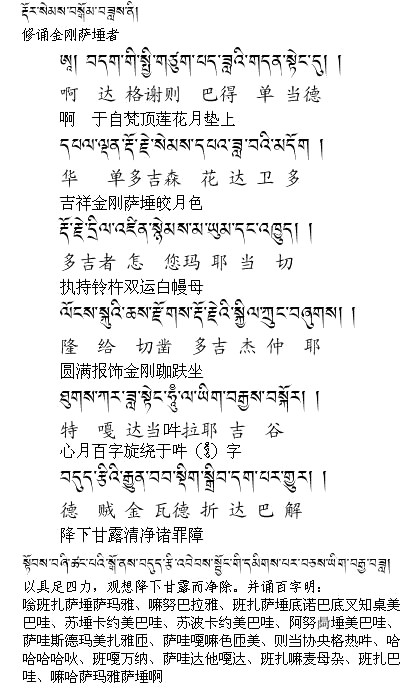 རྡོར་སེམས་བསྒོམ་བཟླས་ནི།
修诵金刚萨埵者
ཨཱ། བདག་གི་སྤྱི་གཙུག་པད་ཟླའི་གདན་སྟེང་དུ། །
啊 达 格谢则 巴得 单 当德
啊 于自梵顶莲花月垫上
དཔལ་ལྡན་རྡོ་རྗེ་སེམས་དཔའ་ཟླ་བའི་མདོག །
华 单多吉森 花 达 卫 多
吉祥金刚萨埵皎月色
རྡོ་རྗེ་དྲིལ་འཛིན་སྙེམས་མ་ཡུམ་དང་འཁྱུད། །
多吉者 怎 您玛 耶 当 切
执持铃杵双运白幔母
ལོངས་སྐུའི་ཆས་རྫོགས་རྡོ་རྗེའི་སྐྱིལ་ཀྲུང་བཞུགས། །
隆 给 切凿 多吉 杰 仲 耶
圆满报饰金刚跏趺坐
ཐུགས་ཀར་ཟླ་སྟེང་ཧཱུྃ་ལ་ཡིག་བརྒྱས་བསྐོར། །
特 嘎 达当吽拉耶 吉 谷
心月百字旋绕于吽（ཧཱུྃ）字
བདུད་རྩིའི་རྒྱུན་བབ་སྡིག་སྒྲིབ་དག་པར་གྱུར། །
德 贼 金 瓦德 折 达 巴 解
降下甘露清净诸罪障
སྟོབས་བཞི་ཚང་པའི་སྒོ་ནས་བདུད་རྩི་འབེབས་སྦྱོང་གི་དམིགས་པར་བཅས་ཡིག་བརྒྱ་བཟླ།
以具足四力，观想降下甘露而净除。并诵百字明：
嗡班扎萨埵萨玛雅、嘛努巴拉雅、班扎萨埵底诺巴底叉知桌美
巴哇、苏埵卡约美巴哇、苏波卡约美巴哇、阿努埵美巴哇、
萨哇斯德玛美扎雅匝、萨哇嘎嘛色匝美、则当协央格热吽、哈
哈哈哈哈伙、班嘎万纳、萨哇达他嘎达、班扎嘛麦母杂、班扎巴
哇、嘛哈萨玛雅萨埵啊